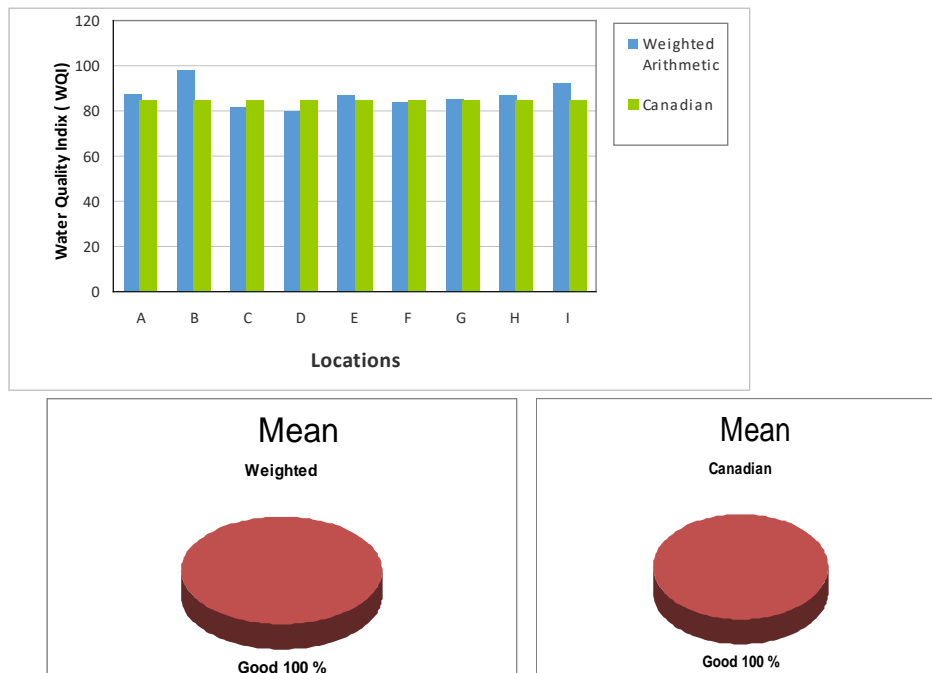 120
100
80
60
40
20
0
Water Quality Indix ( WQI)
A B C D E F G H I
Locations
Weighted
Arithmetic
Canadian
Mean
Weighted
Good 100 %
Mean
Canadian
Good 100 %